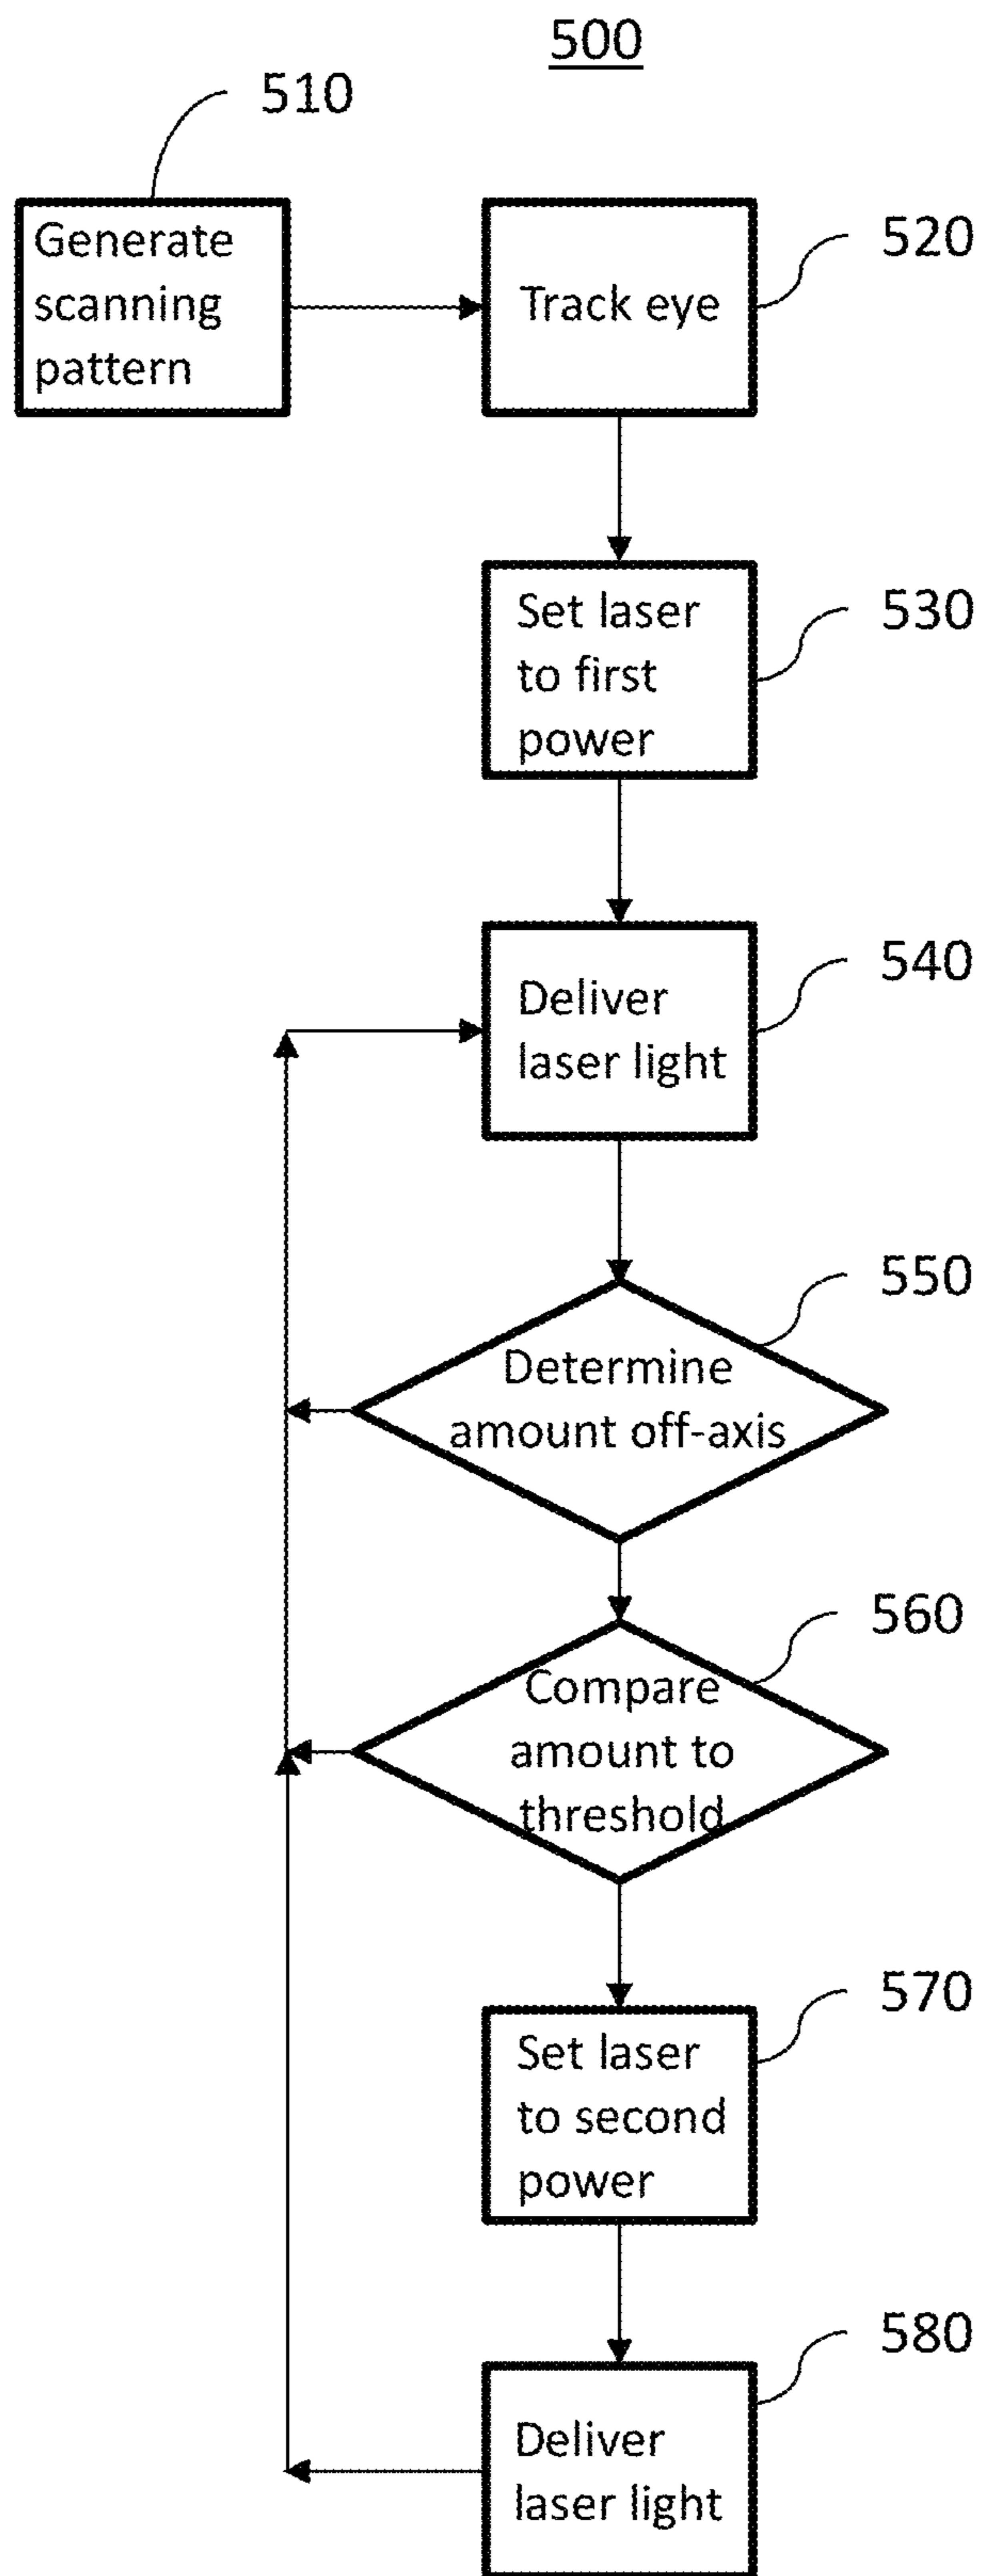 500
510
Generate
scanning
pattern
520
Track eye
530
Set laser
to first
power
540
Deliver
laser light
550
Determine
amount off-axis
560
Compare
amount to
threshold
570
Set laser
to second
power
580
Deliver
laser light